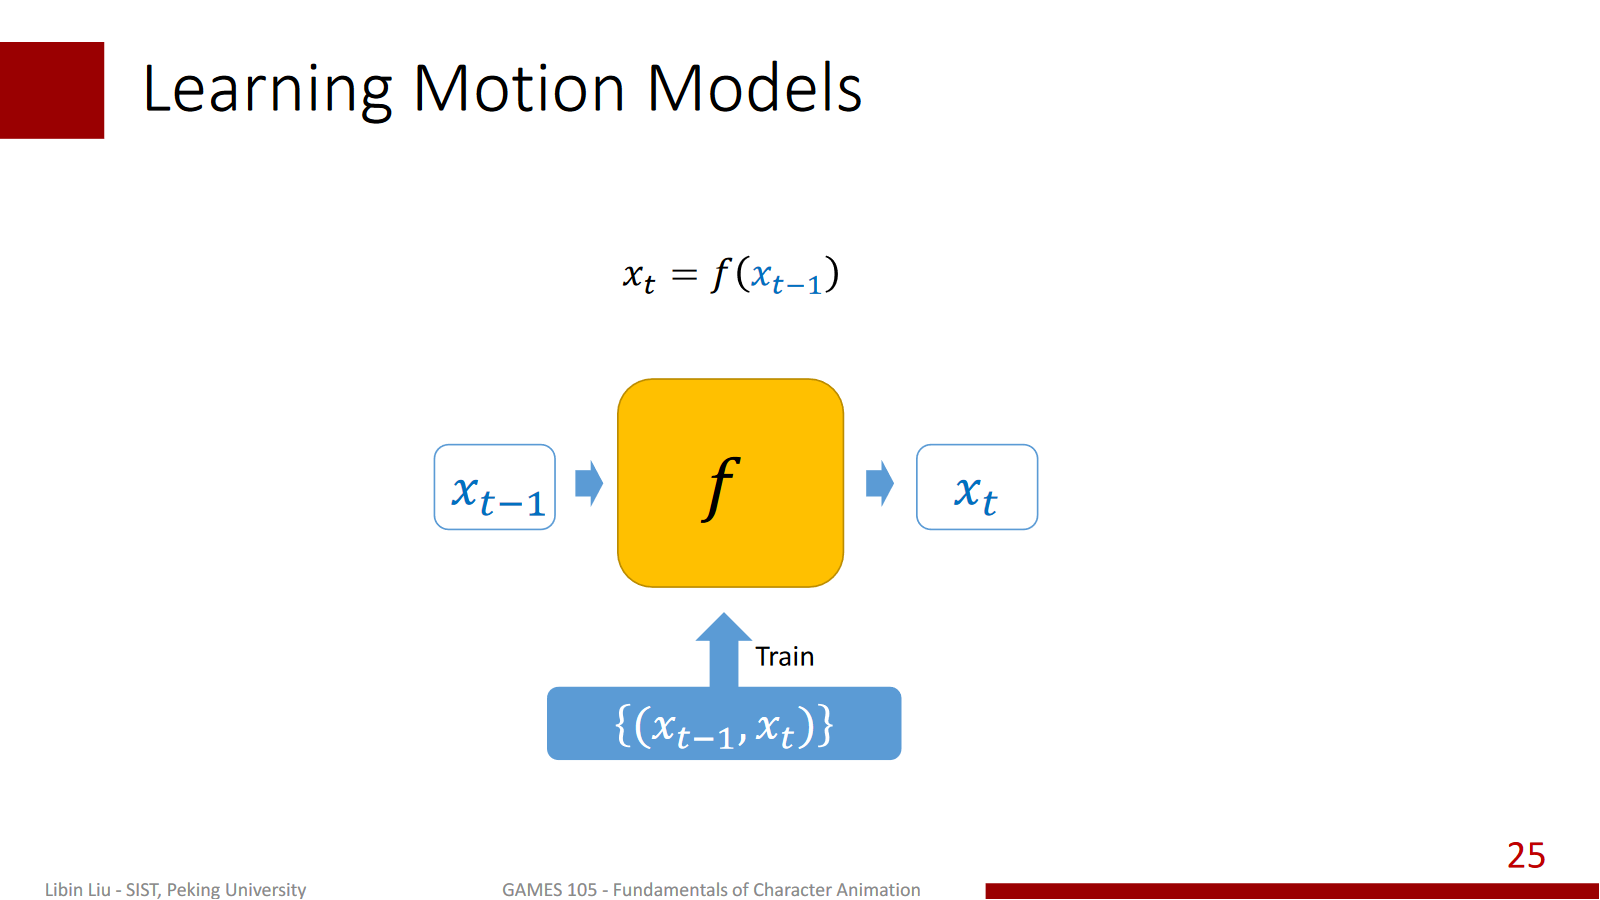 Learning Motion Models
x_t = f(x_{t−1})
x_{t−1}
f
x_t
Train
{(x_{t−1}, x_t)}
25
Libin Liu - SIST, Peking University
GAMES 105 - Fundamentals of Character Animation